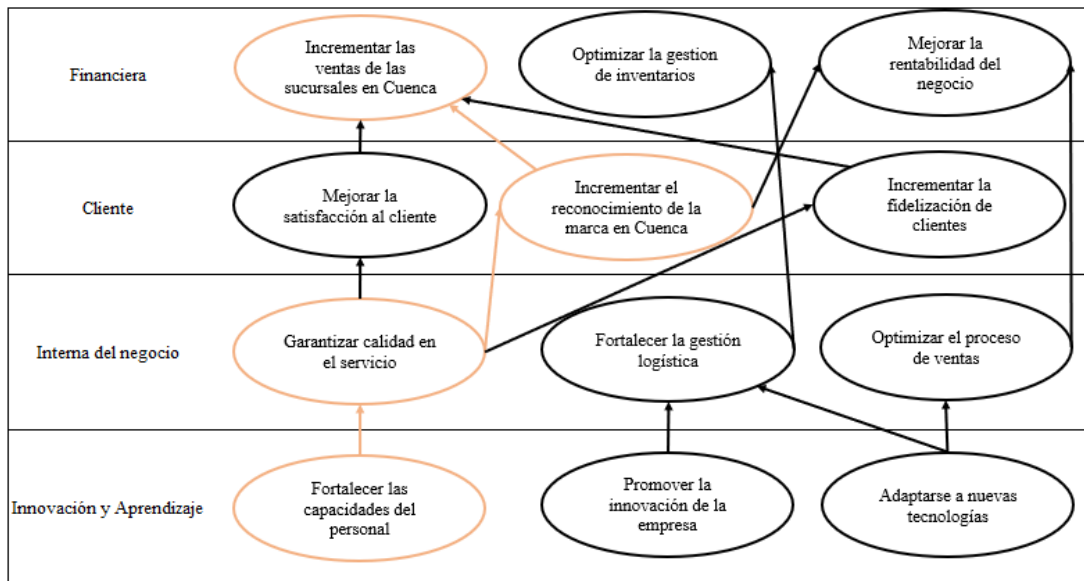 Financiera
Incrementar las
ventas de las
sucursales en Cuenca
Optimizar la gestion
de inventarios
Mejorar la
rentabilidad del
negocio
Cliente
Mejorar la
satisfacción al cliente
Incrementar el
reconocimiento de la
marca en Cuenca
Incrementar la
fidelización de
clientes
Interna del negocio
Garantizar calidad en
el servicio
Fortalecer la gestión
logística
Optimizar el proceso
de ventas
Innovación y Aprendizaje
Fortalecer las
capacidades del
personal
Promover la
innovación de la
empresa
Adaptarse a nuevas
tecnologías